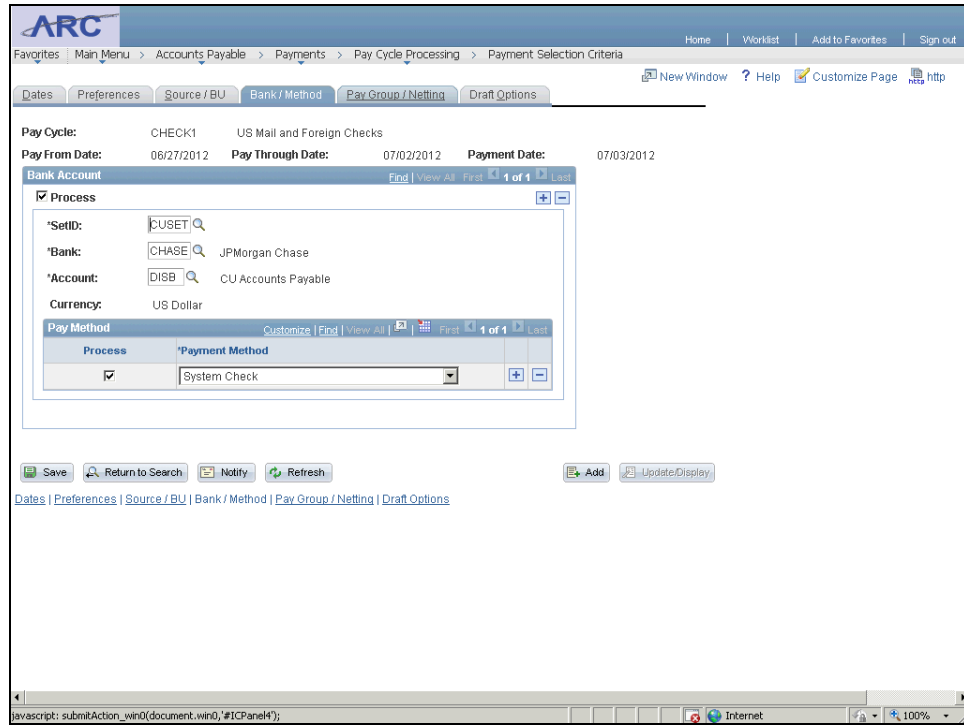 ARC
Home | Worklist | Add to Favorites | Sign out
Favorites Main Menu > Accounts Payable > Payments > Pay Cycle Processing > Payment Selection Criteria
New Window ? Help Customize Page http
Dates Preferences Source / BU Bank / Method Pay Group / Netting Draft Options
Pay Cycle: CHECK1 US Mail and Foreign Checks
Pay From Date: 06/27/2012 Pay Through Date: 07/02/2012 Payment Date: 07/03/2012
Bank Account Find | View All First 1 of 1 Last
Process
*SetID: CUSET
*Bank: CHASE JPMorgan Chase
*Account: DISB CU Accounts Payable
Currency: US Dollar
Pay Method Customize | Find | View All | | First 1 of 1 Last
Process *Payment Method
System Check
Save Return to Search Notify Refresh Add Update/Display
Dates | Preferences | Source / BU | Bank / Method | Pay Group / Netting | Draft Options
javascript: submitAction_win0(document.win0,'#ICPanel4'); Internet 100%